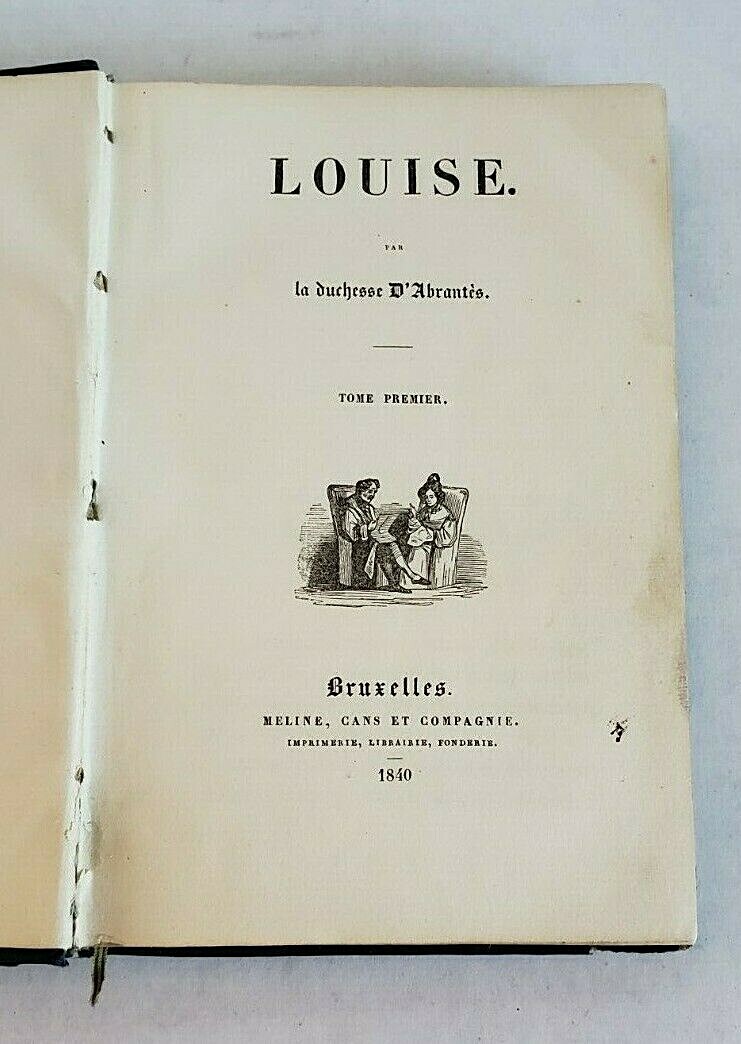 LOUISE.
PAR
la duchesse D'Abrantès.
TOME PREMIER.
Bruxelles.
MELINE, CANS ET COMPAGNIE.
IMPRIMERIE, LIBRAIRIE, FONDERIE.
1840